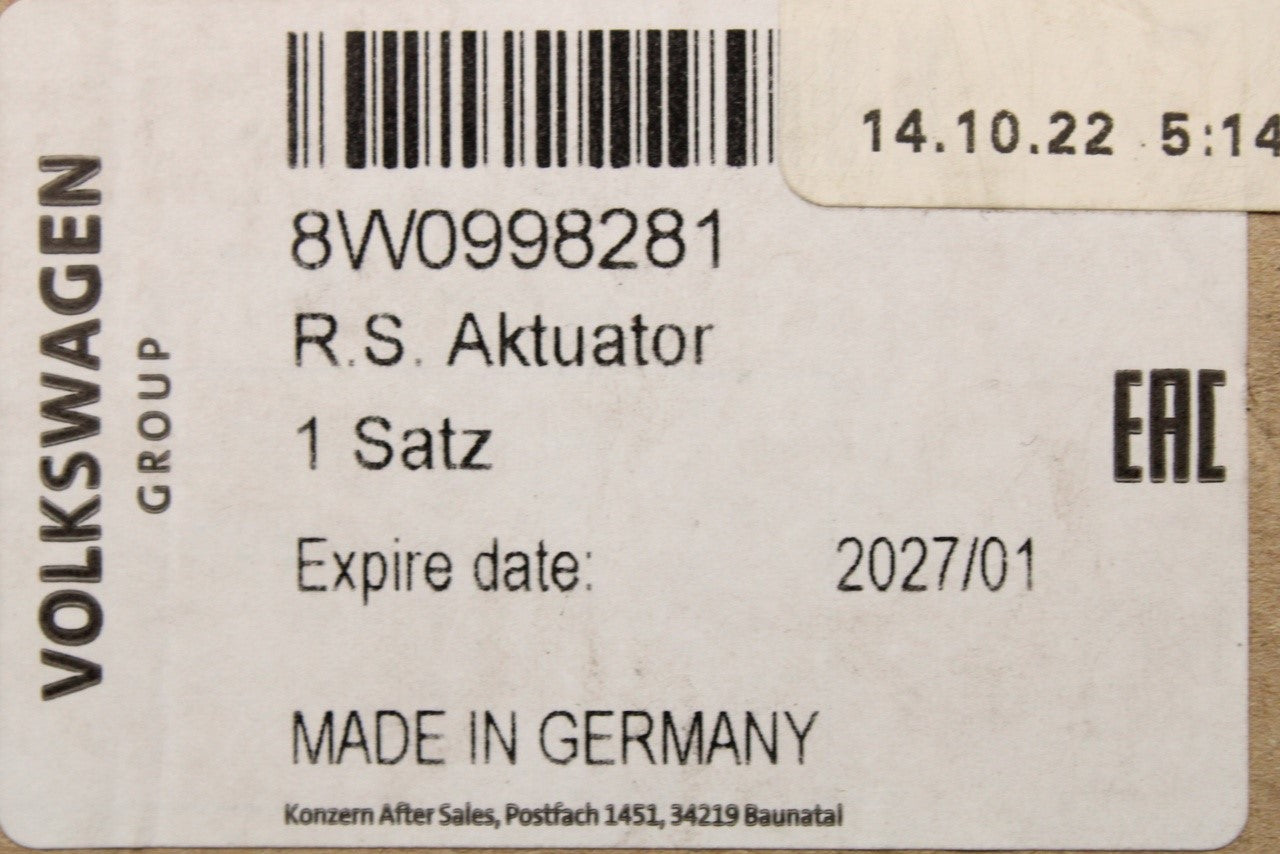 VOLKSWAGEN
GROUP
14.10.22 5:14
8W0998281
R.S. Aktuator
1 Satz
EAC
Expire date: 2027/01
MADE IN GERMANY
Konzern After Sales, Postfach 1451, 34219 Baunatal